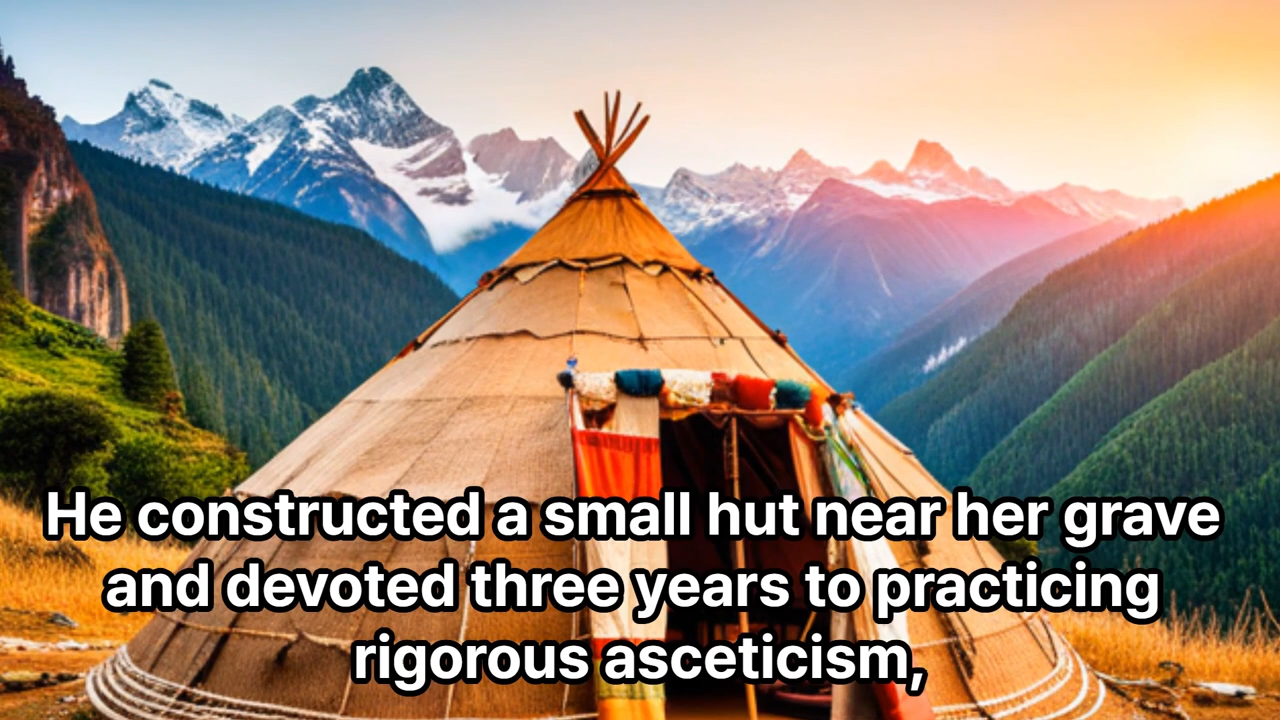 He constructed a small hut near her grave
and devoted three years to practicing
rigorous asceticism,